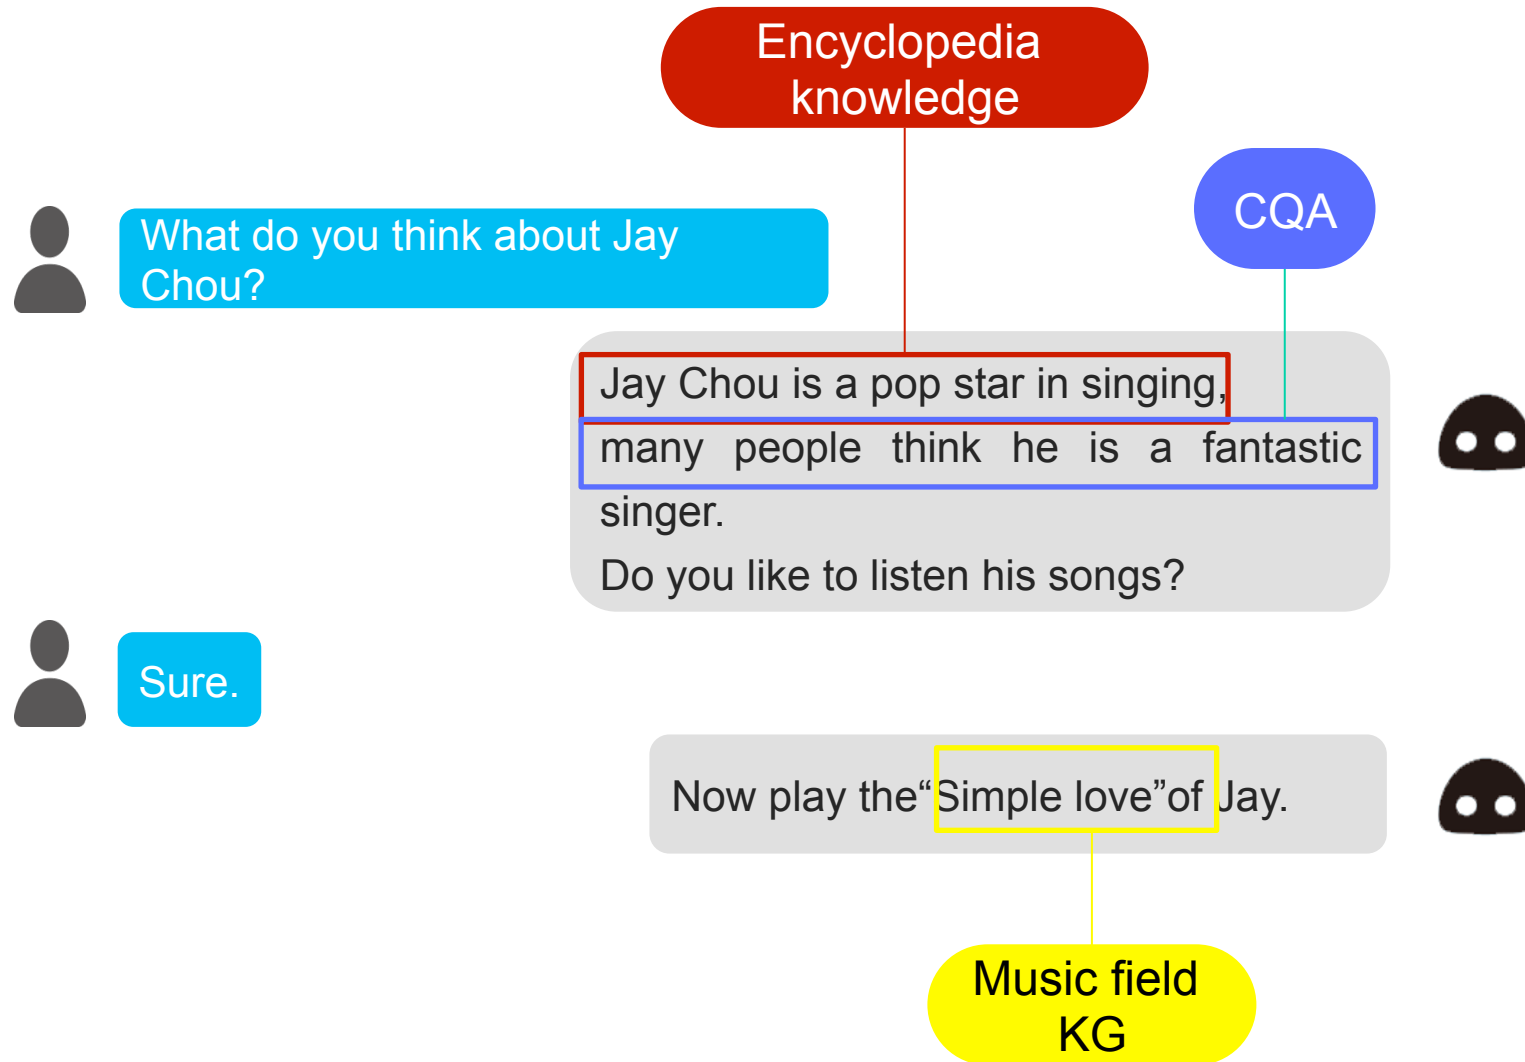 Encyclopedia
knowledge
CQA
What do you think about Jay
Chou?
Jay Chou is a pop star in singing,
many people think he is a fantastic
singer.
Do you like to listen his songs?
Sure.
Now play the“Simple love”of Jay.
Music field
KG